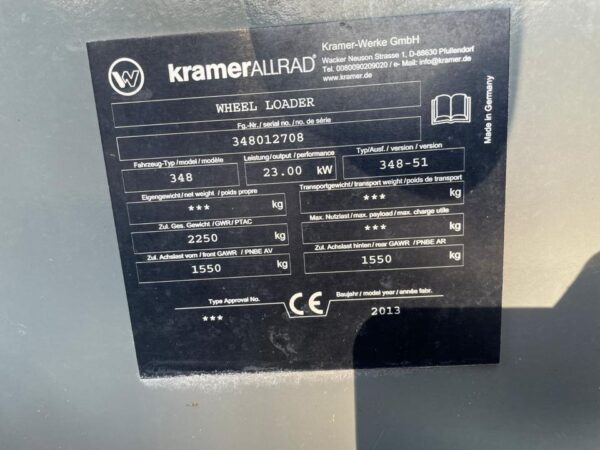 W
kramerALLRAD®
Kramer-Werke GmbH
Wacker Neuson Strasse 1, D-88630 Pfullendorf
Tel. 0080090209020 / e- Mail: info@kramer.de
www.kramer.de
WHEEL LOADER
Fg.-Nr./ serial no. / no. de série
348012708
Made in Germany
Fahrzeug-Typ / model / modèle
348
Leistung / output / performance
23.00 kW
Typ/Ausf. / version / version
348-51
Eigengewicht / net weight / poids propre
*** kg
Transportgewicht / transport weight / poids de transport
*** kg
Zul. Ges. Gewicht / GWR / PTAC
2250 kg
Max. Nutzlast / max. payload / max. charge utile
*** kg
Zul. Achslast vorn / front GAWR / PNBE AV
1550 kg
Zul. Achslast hinten / rear GAWR / PNBE AR
1550 kg
Type Approval No.
***
CE
Baujahr / model year / année fabr.
2013